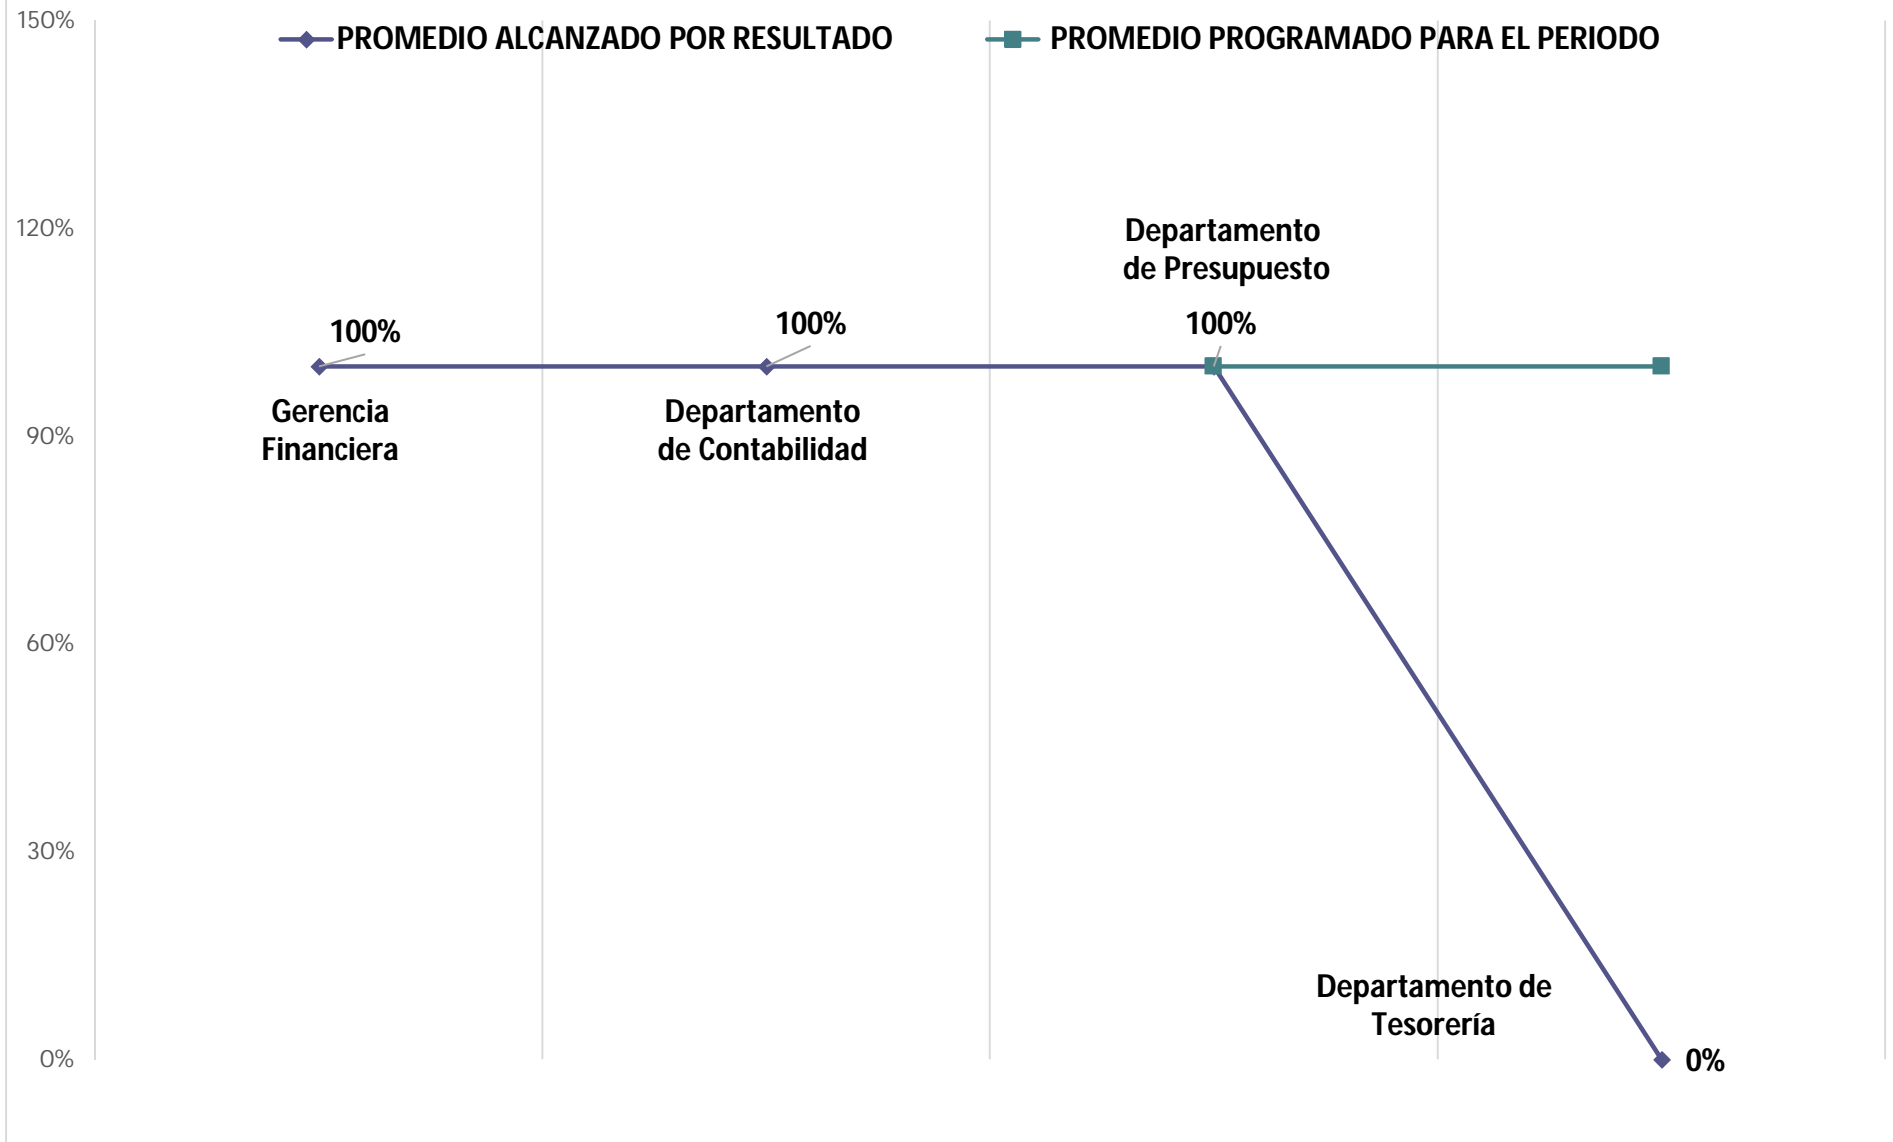 150%
PROMEDIO ALCANZADO POR RESULTADO
PROMEDIO PROGRAMADO PARA EL PERIODO
120%
Departamento
de Presupuesto
100%
100%
100%
Gerencia
Financiera
Departamento
de Contabilidad
90%
60%
30%
Departamento de
Tesorería
0%
0%